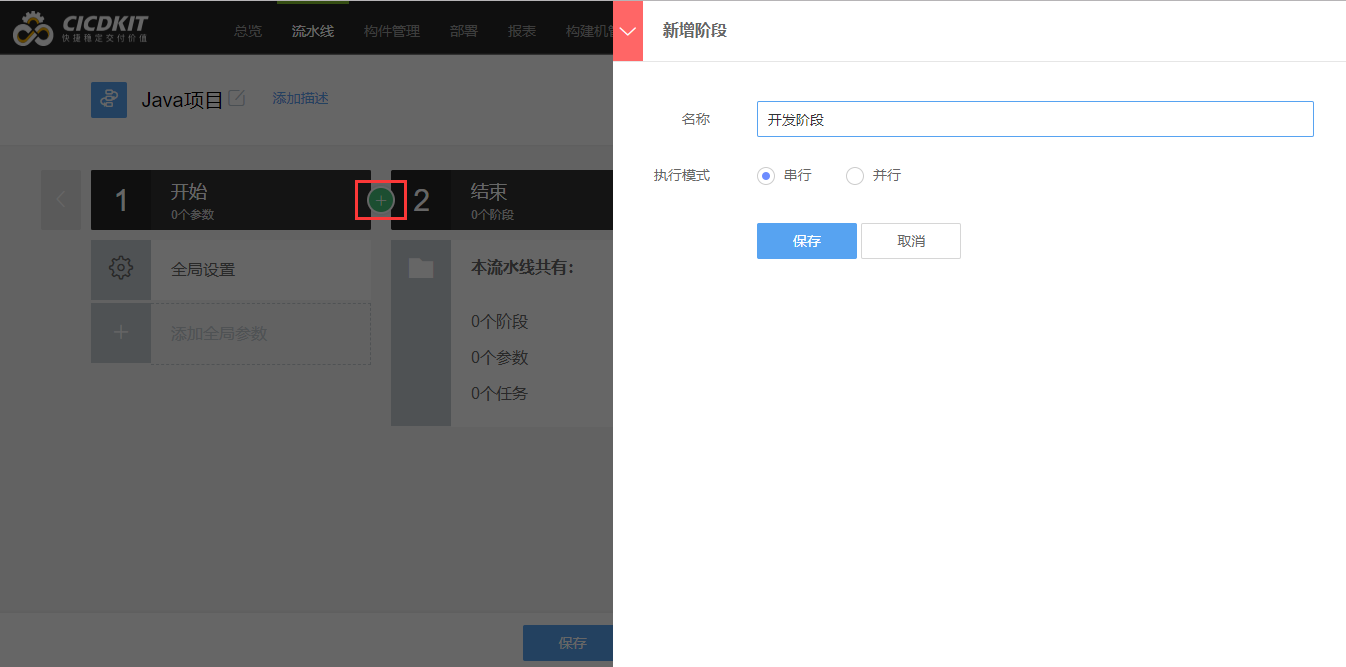 CICDKIT
快捷稳定交付价值
总览
流水线
构件管理
部署
报表
构建机
Java项目
添加描述
1
开始
0个参数
2
结束
0个阶段
全局设置
添加全局参数
本流水线共有：
0个阶段
0个参数
0个任务
保存
新增阶段
名称
开发阶段
执行模式
串行
并行
保存
取消